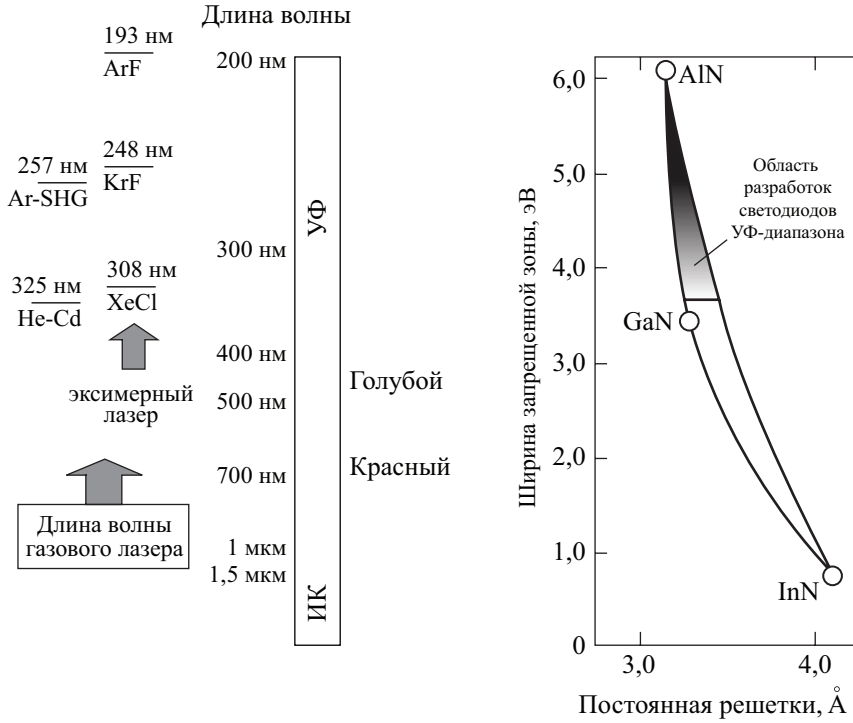 Длина волны
193 нм
ArF
200 нм
248 нм
KrF
257 нм
Ar-SHG
УФ
300 нм
308 нм
XeCl
325 нм
He-Cd
400 нм
эксимерный
лазер
500 нм
Голубой
700 нм
Красный
Длина волны
газового лазера
1 мкм
1,5 мкм
ИК
Ширина запрещенной зоны, эВ
6,0
5,0
4,0
3,0
2,0
1,0
0
AlN
Область
разработок
светодиодов
УФ-диапазона
GaN
InN
3,0
4,0
Постоянная решетки, Å